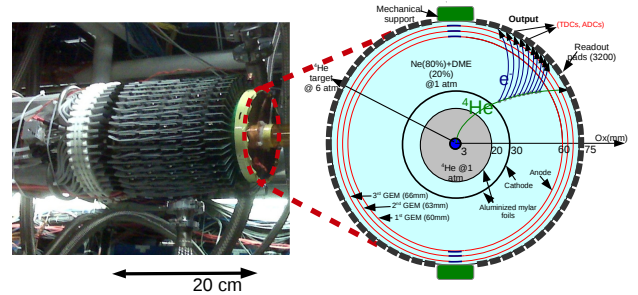 Mechanical
support
Output
(TDCs, ADCs)
Readout
pads (3200)
Ne(80%)+DME
(20%)
@1 atm
e⁻
⁴He
target
@ 6 atm
⁴He
Ox(mm)
3
20
30
60
75
⁴He @1
atm
Cathode
Anode
Aluminized mylar
foils
3ʳᵈ GEM (66mm)
2ⁿᵈ GEM (63mm)
1ˢᵗ GEM (60mm)
20 cm